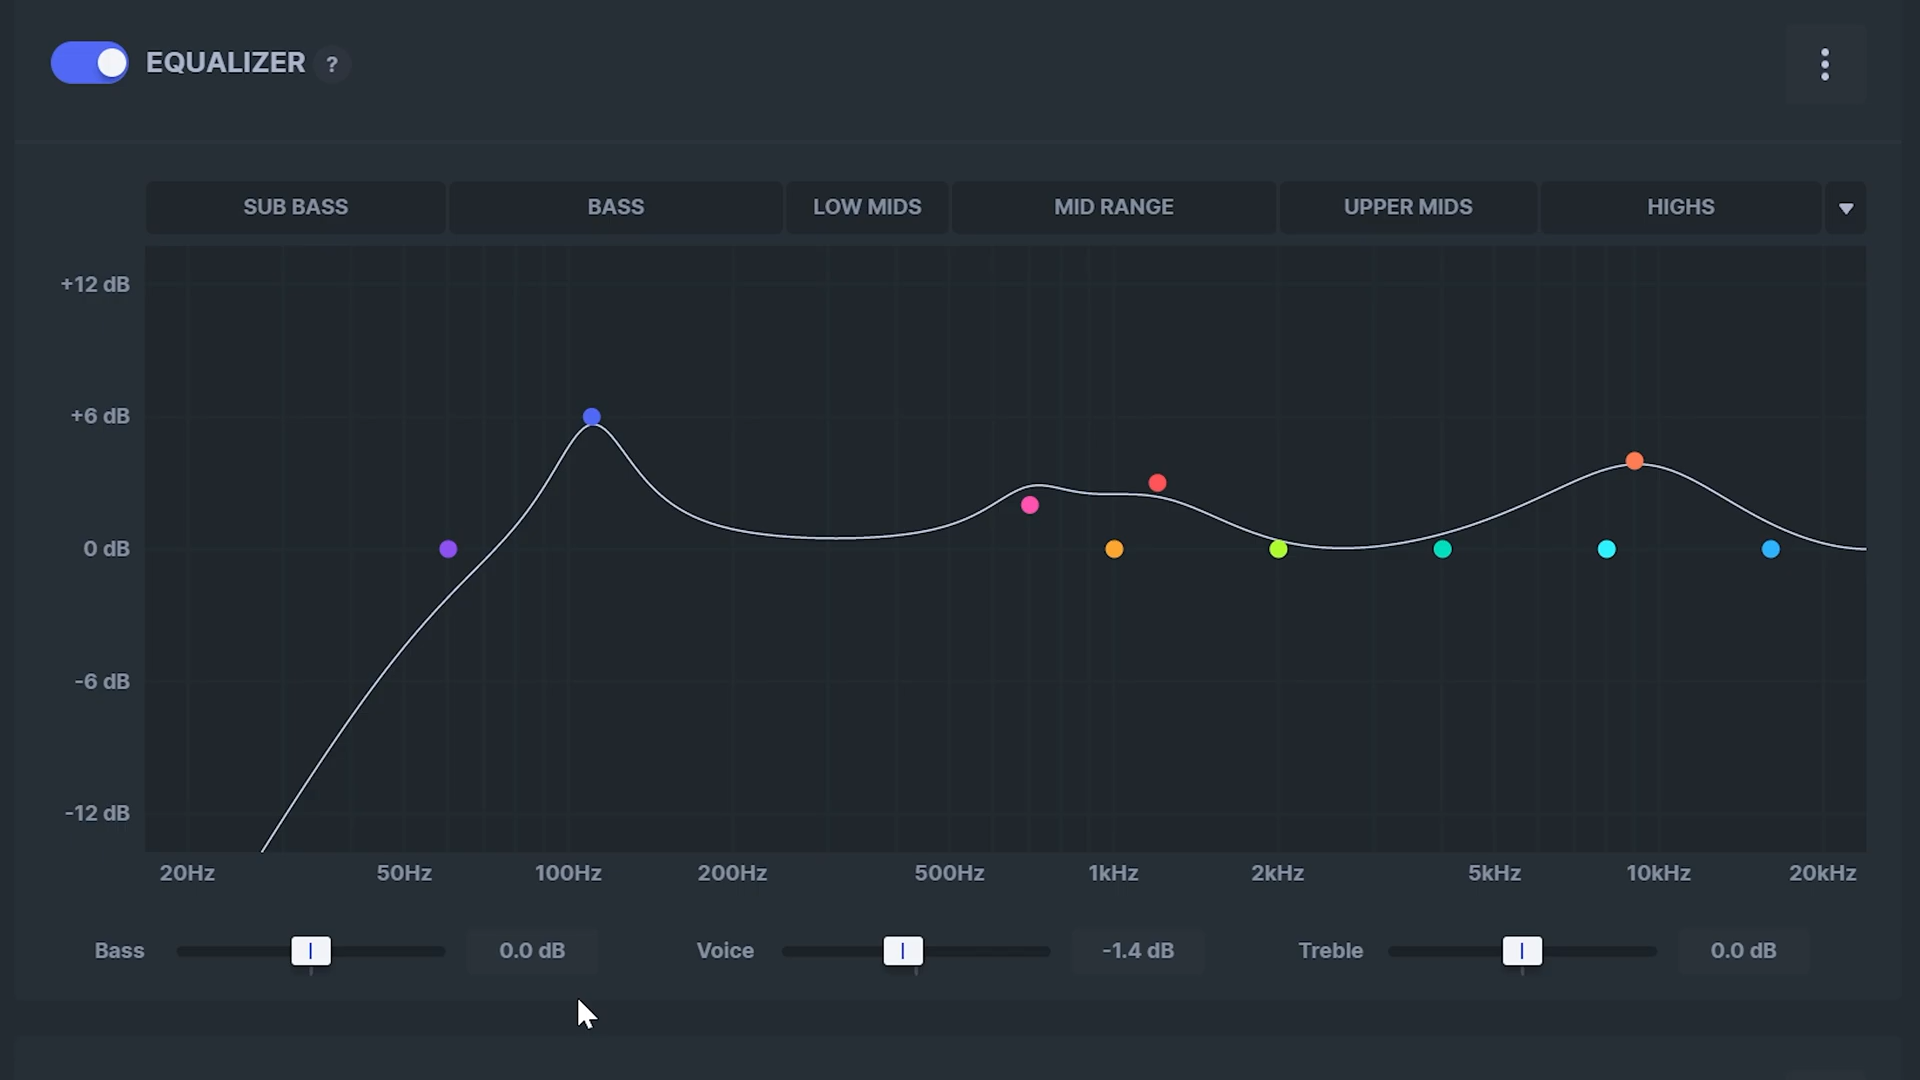 EQUALIZER ?
SUB BASS BASS LOW MIDS MID RANGE UPPER MIDS HIGHS
+12 dB
+6 dB
0 dB
-6 dB
-12 dB
20Hz 50Hz 100Hz 200Hz 500Hz 1kHz 2kHz 5kHz 10kHz 20kHz
Bass 0.0 dB Voice -1.4 dB Treble 0.0 dB